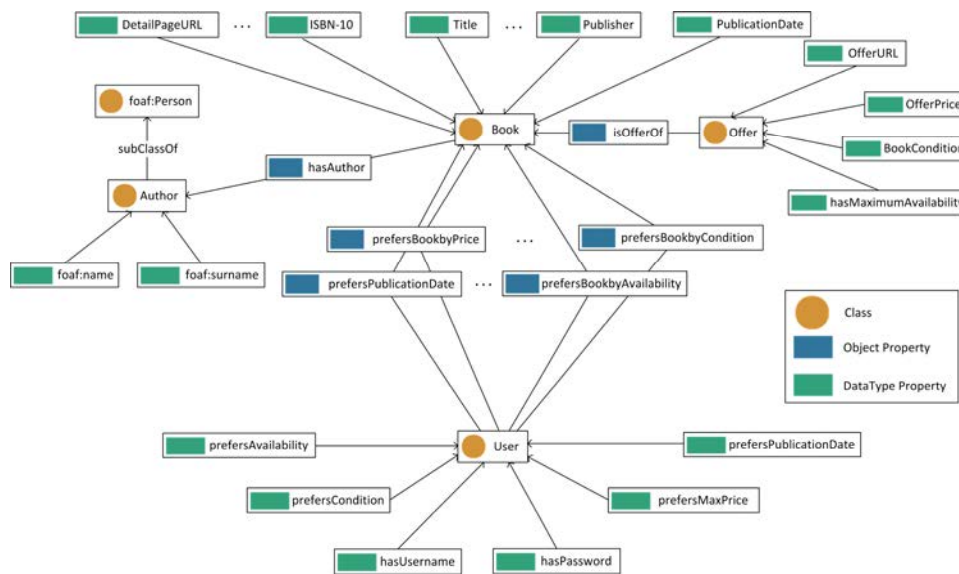 DetailPageURL
...
ISBN-10
Title
...
Publisher
PublicationDate
OfferURL
foaf:Person
OfferPrice
Book
isOfferOf
Offer
subClassOf
BookCondition
hasAuthor
Author
hasMaximumAvailability
prefersBookbyPrice
...
prefersBookbyCondition
foaf:name
foaf:surname
prefersPublicationDate
...
prefersBookbyAvailability
Class
Object Property
DataType Property
prefersAvailability
User
prefersPublicationDate
prefersCondition
prefersMaxPrice
hasUsername
hasPassword